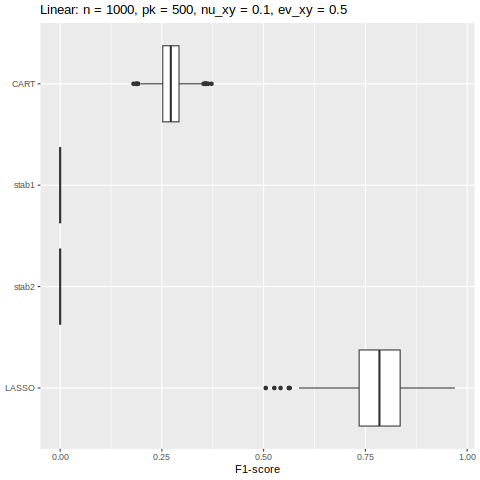 Linear: n = 1000, pk = 500, nu_xy = 0.1, ev_xy = 0.5
CART
stab1
stab2
LASSO
0.00 0.25 0.50 0.75 1.00
F1-score